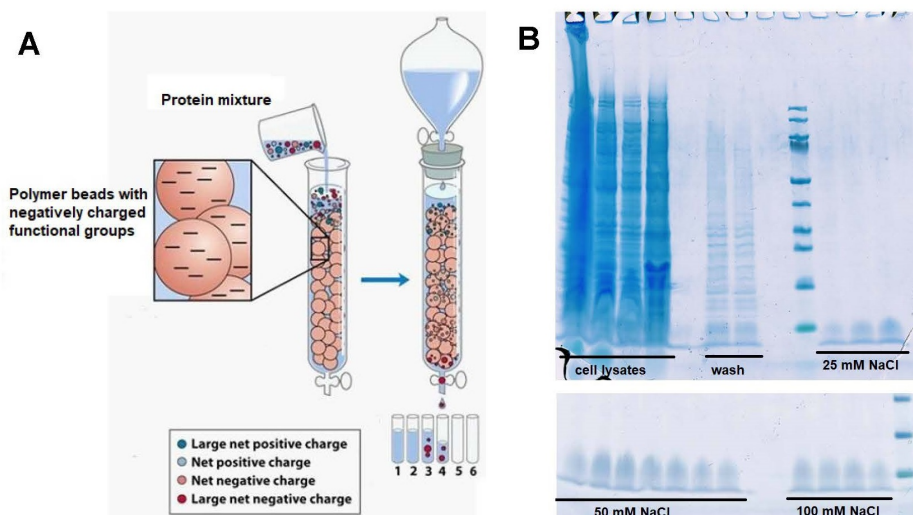 A
Protein mixture
Polymer beads with
negatively charged
functional groups
Large net positive charge
Net positive charge
Net negative charge
Large net negative charge
1 2 3 4 5 6
B
cell lysates
wash
25 mM NaCl
50 mM NaCl
100 mM NaCl